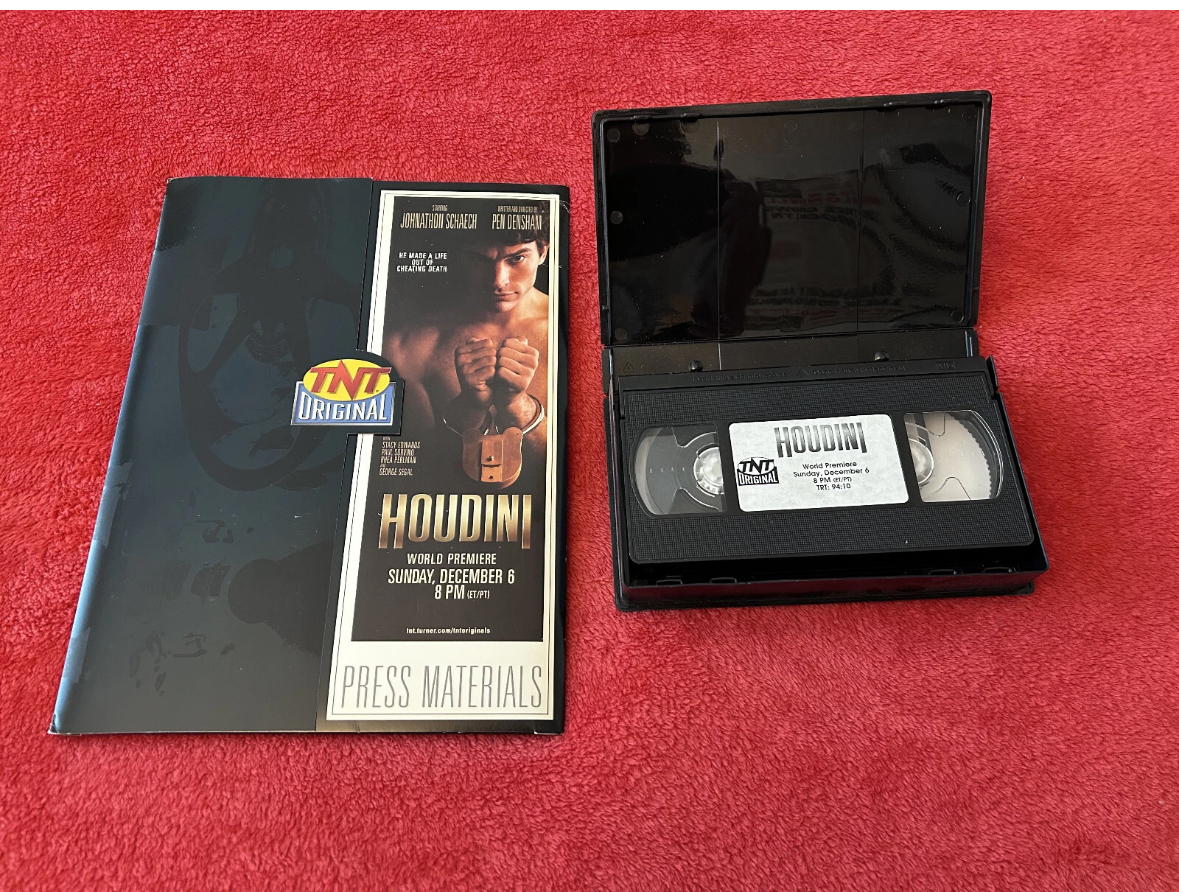 STARRING
JOHNATHON SCHAECH
WRITTEN AND DIRECTED BY
PEN DENSHAM
HE MADE A LIFE
OUT OF
CHEATING DEATH
TNT
ORIGINAL
WITH
STACY EDWARDS
PAUL SORVINO
RHEA PERLMAN
AND
GEORGE SEGAL
HOUDINI
WORLD PREMIERE
SUNDAY, DECEMBER 6
8 PM (ET/PT)
tnt.turner.com/tntoriginals
PRESS MATERIALS
HOUDINI
TNT
ORIGINAL
World Premiere
Sunday, December 6
8 PM (ET/PT)
TRT: 94:10